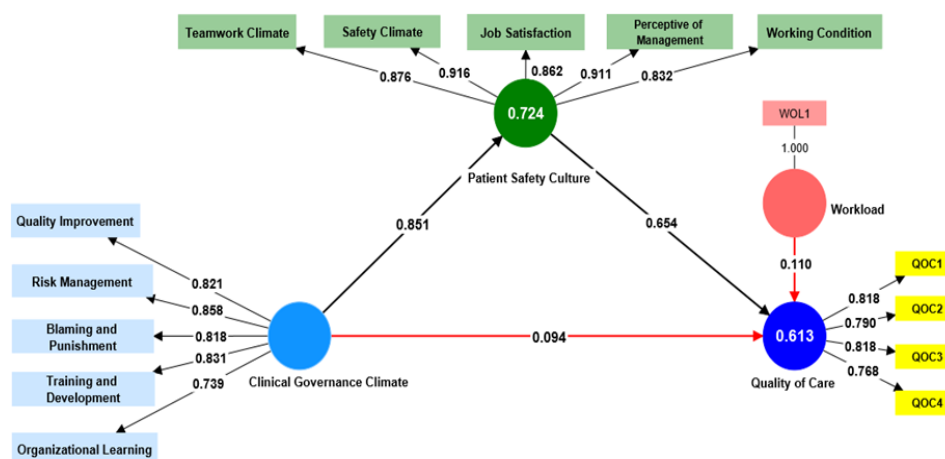 Teamwork Climate
Safety Climate
Job Satisfaction
Perceptive of
Management
Working Condition
0.876
0.916
0.862
0.911
0.832
0.724
WOL1
1.000
Patient Safety Culture
Workload
Quality Improvement
0.851
0.654
0.110
QOC1
Risk Management
0.821
0.818
QOC2
0.858
0.790
Blaming and
Punishment
0.818
0.094
0.613
0.818
QOC3
0.831
0.768
Training and
Development
0.739
Clinical Governance Climate
Quality of Care
QOC4
Organizational Learning